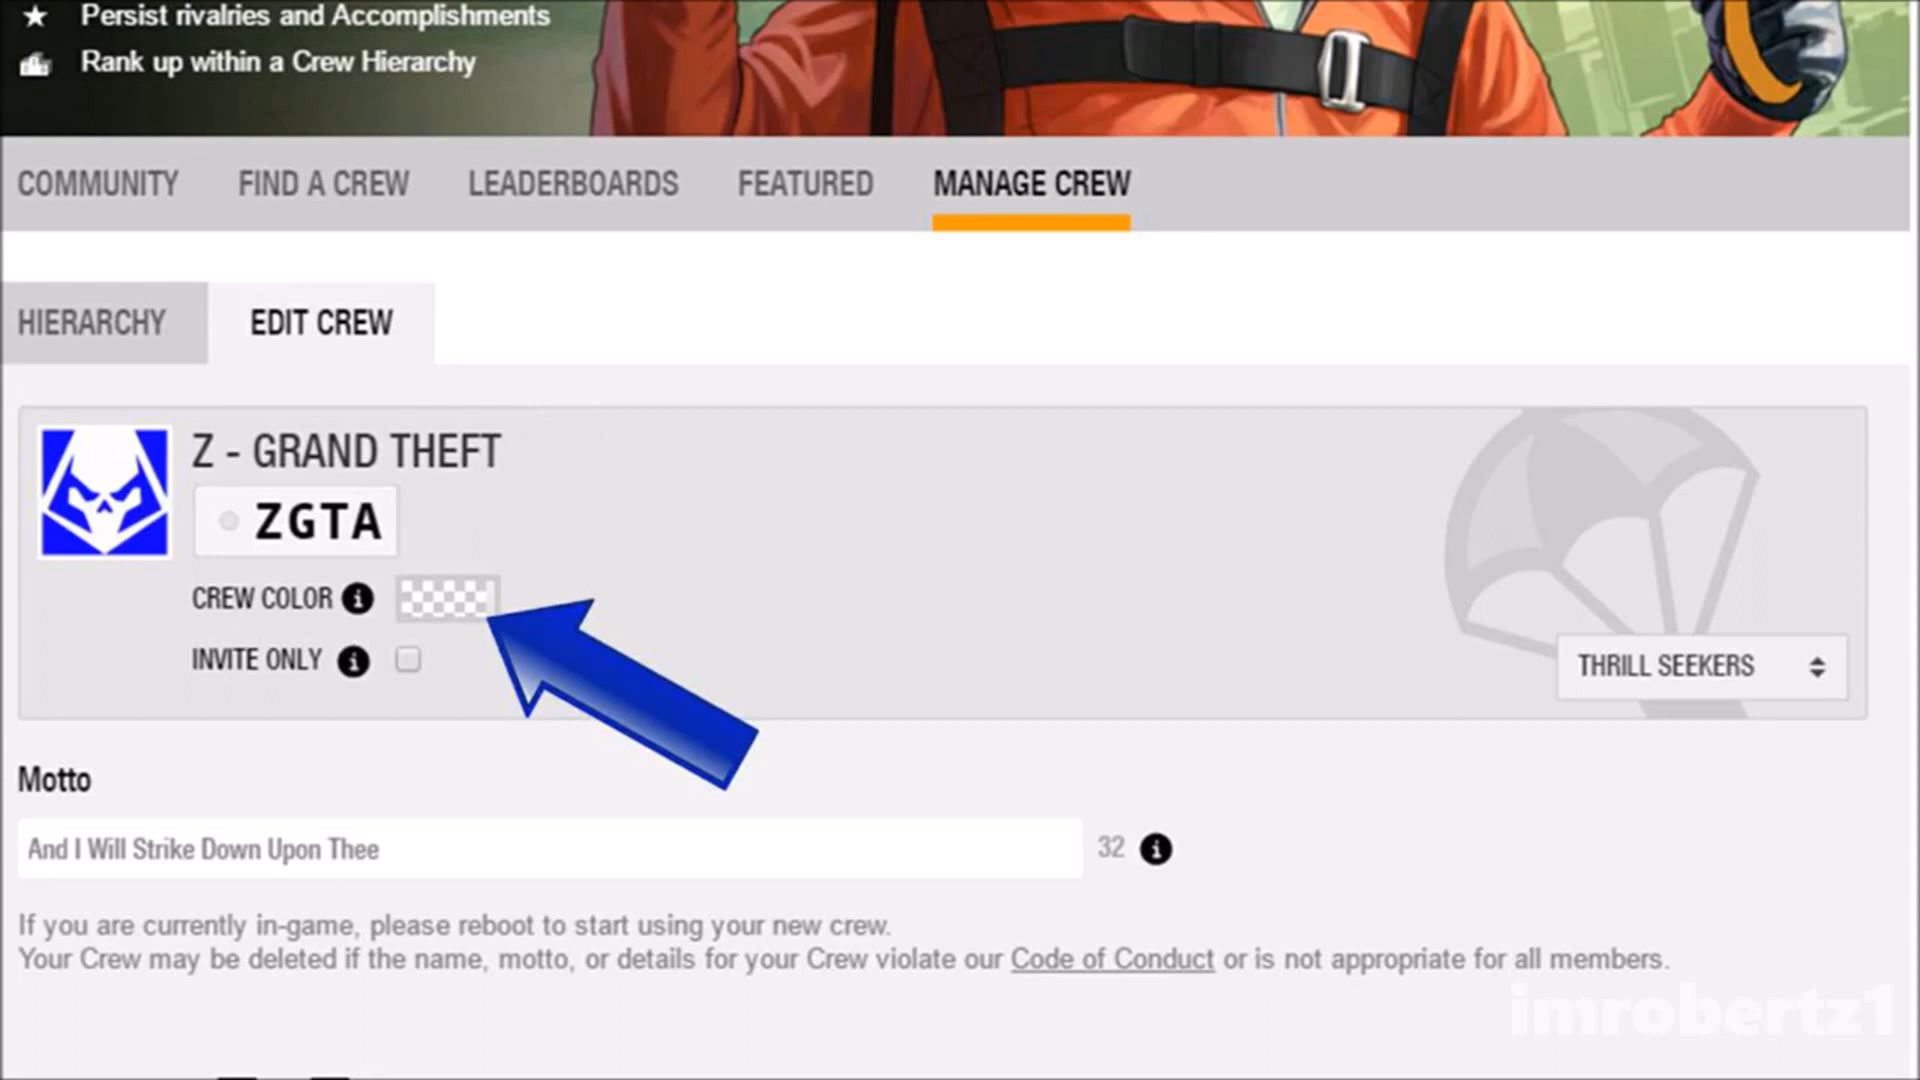 Persist rivalries and Accomplishments
Rank up within a Crew Hierarchy
COMMUNITY FIND A CREW LEADERBOARDS FEATURED MANAGE CREW
HIERARCHY EDIT CREW
Z - GRAND THEFT
ZGTA
CREW COLOR
INVITE ONLY
THRILL SEEKERS
Motto
And I Will Strike Down Upon Thee 32
If you are currently in-game, please reboot to start using your new crew.
Your Crew may be deleted if the name, motto, or details for your Crew violate our Code of Conduct or is not appropriate for all members.
imrobertz1